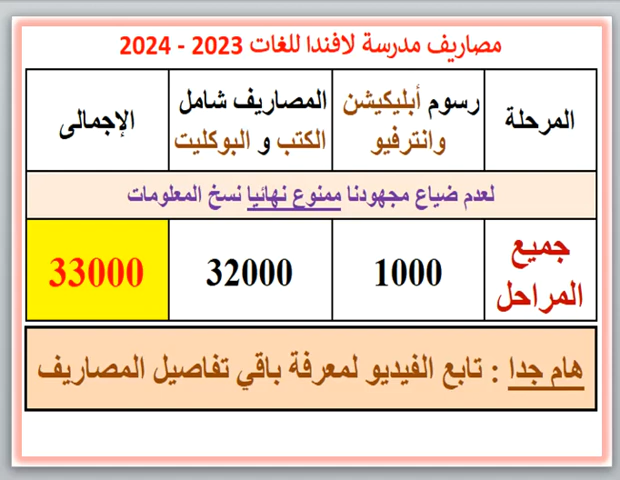 مصاريف مدرسة لافندا للغات 2023 - 2024
المرحلة
رسوم أبليكيشن
وانترفيو
المصاريف شامل
الكتب و البوكليت
الإجمالى
لعدم ضياع مجهودنا ممنوع نهائيا نسخ المعلومات
جميع
المراحل
1000
32000
33000
هام جدا : تابع الفيديو لمعرفة باقي تفاصيل المصاريف